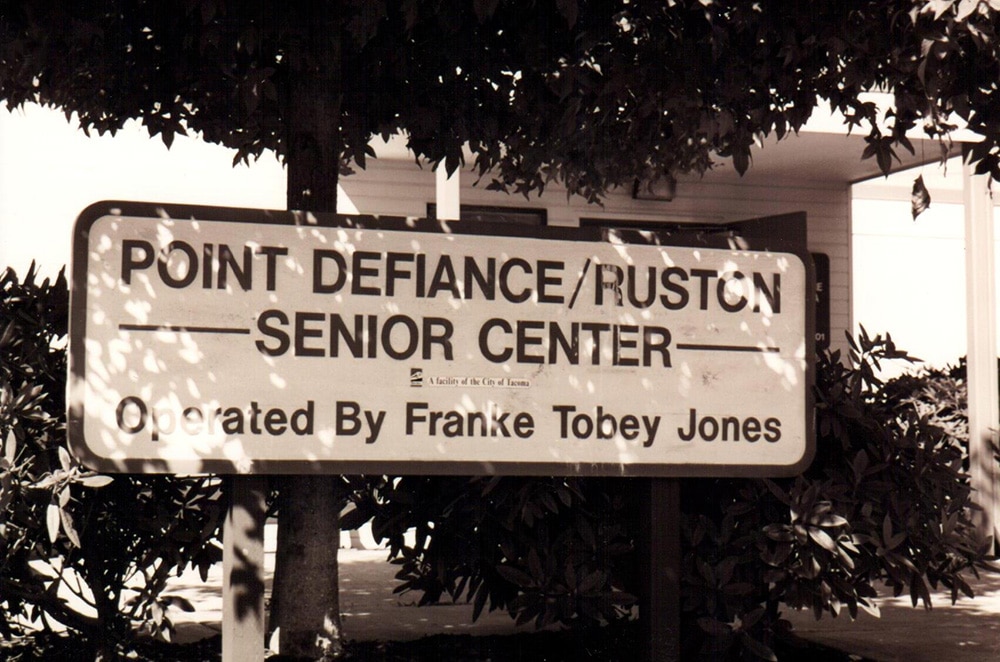 POINT DEFIANCE/RUSTON
SENIOR CENTER
A facility of the City of Tacoma
Operated By Franke Tobey Jones